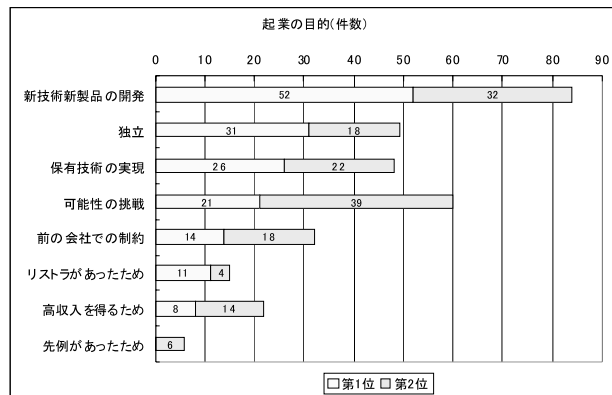 起業の目的(件数)
0 10 20 30 40 50 60 70 80 90
新技術新製品の開発 52 32
独立 31 18
保有技術の実現 26 22
可能性の挑戦 21 39
前の会社での制約 14 18
リストラがあったため 11 4
高収入を得るため 8 14
先例があったため 6
第1位 第2位